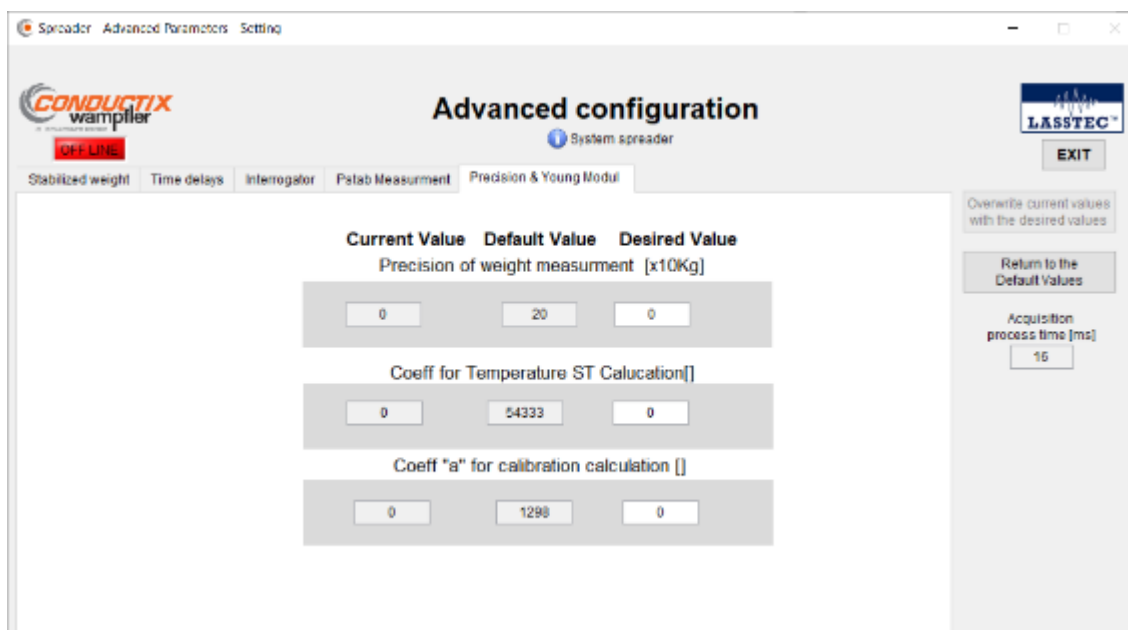 Spreader Advanced Parameters Setting
CONDUCTIX
wampfler
Advanced configuration
System spreader
LASSTEC
OFF LINE
EXIT
Stabilized weight Time delays Interrogator Pstab Measurment Precision & Young Modul
Overwrite current values
with the desired values
Current Value Default Value Desired Value
Precision of weight measurment [x10Kg]
Return to the
Default Values
0 20 0
Acquisition
process time [ms]
16
Coeff for Temperature ST Calucation[]
0 54333 0
Coeff "a" for calibration calculation []
0 1298 0